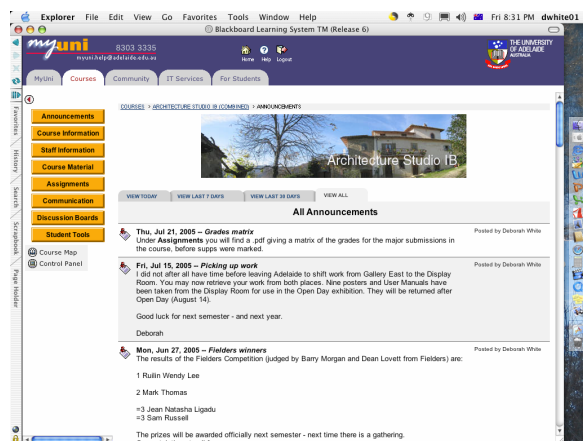 Explorer File Edit View Go Favorites Tools Window Help Fri 8:31 PM dwhite01
Blackboard Learning System TM (Release 6)
myuni 8303 3335
myuni.help@adelaide.edu.au
Home Help Logout
THE UNIVERSITY
OF ADELAIDE
AUSTRALIA
MyUni Courses Community IT Services For Students
Favorites
History
Search
Scrapbook
Page Holder
Announcements
Course Information
Staff Information
Course Material
Assignments
Communication
Discussion Boards
Student Tools
Course Map
Control Panel
COURSES > ARCHITECTURE STUDIO IB (COMBINED) > ANNOUNCEMENTS
Architecture Studio IB
VIEW TODAY VIEW LAST 7 DAYS VIEW LAST 30 DAYS VIEW ALL
All Announcements
Thu, Jul 21, 2005 -- Grades matrix Posted by Deborah White
Under Assignments you will find a .pdf giving a matrix of the grades for the major submissions in
the course, before supps were marked.
Fri, Jul 15, 2005 -- Picking up work Posted by Deborah White
I did not after all have time before leaving Adelaide to shift work from Gallery East to the Display
Room. You may now retrieve your work from both places. Nine posters and User Manuals have
been taken from the Display Room for use in the Open Day exhibition. They will be returned after
Open Day (August 14).
Good luck for next semester - and next year.
Deborah
Mon, Jun 27, 2005 -- Fielders winners Posted by Deborah White
The results of the Fielders Competition (judged by Barry Morgan and Dean Lovett from Fielders) are:
1 Ruilin Wendy Lee
2 Mark Thomas
=3 Jean Natasha Ligadu
=3 Sam Russell
The prizes will be awarded officially next semester - next time there is a gathering.